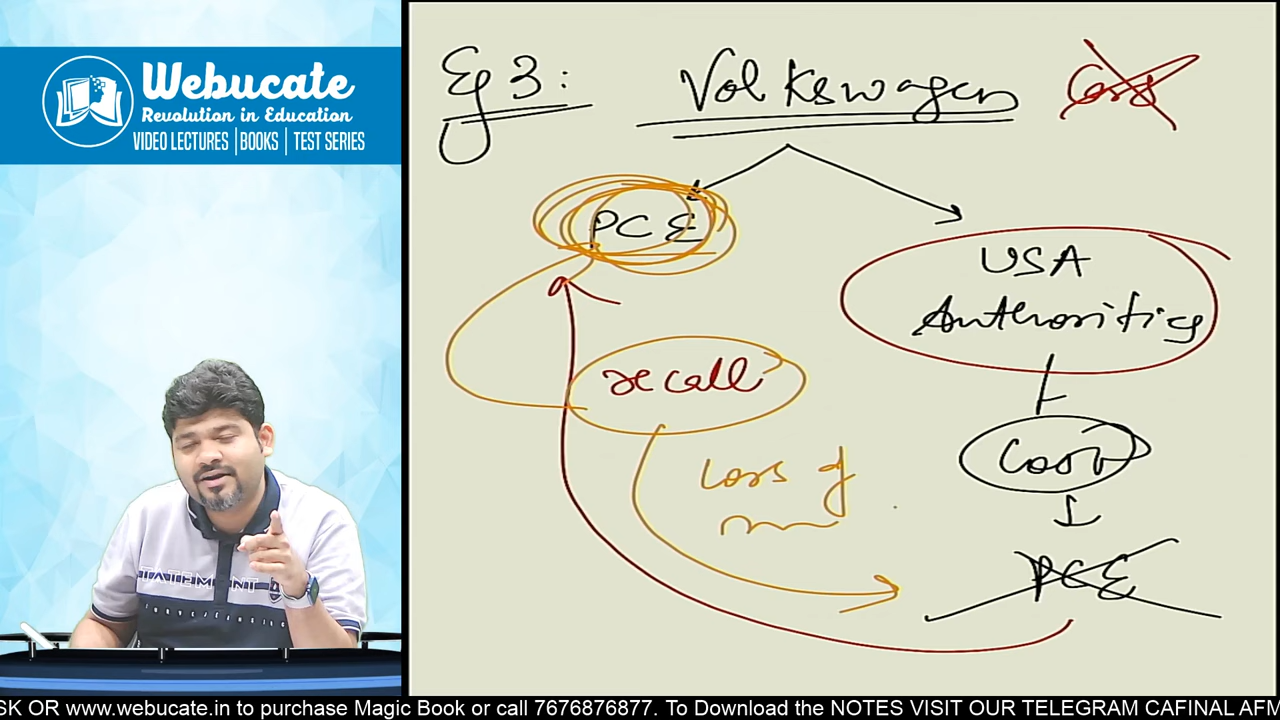 Webucate
Revolution in Education
VIDEO LECTURES | BOOKS | TEST SERIES
Eg 3: Volkswagen
PCE
USA
Authorities
recall
Loss of
PCE
STATEMENT
SK OR www.webucate.in to purchase Magic Book or call 7676876877. To Download the NOTES VISIT OUR TELEGRAM CAFINAL AFM